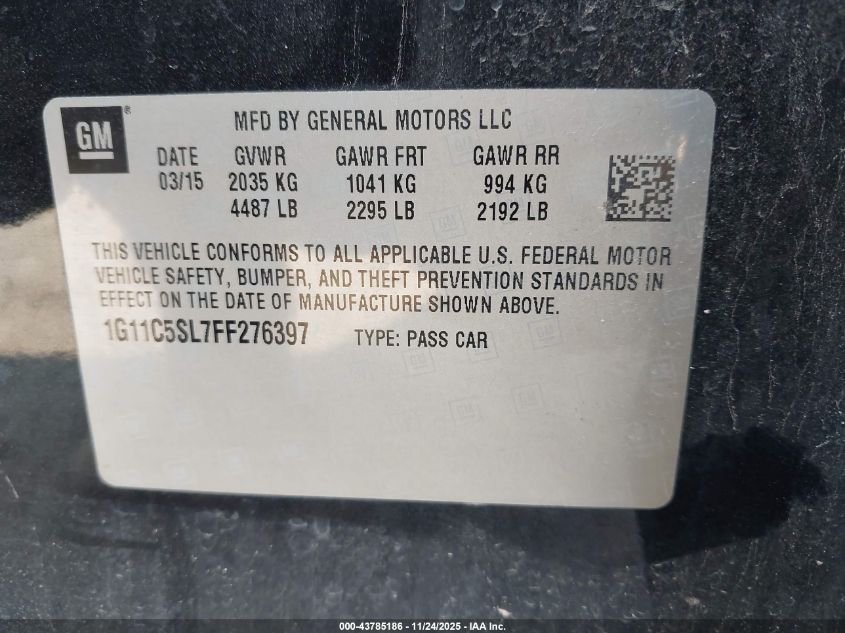 GM®
MFD BY GENERAL MOTORS LLC
DATE GVWR GAWR FRT GAWR RR
03/15 2035 KG 1041 KG 994 KG
4487 LB 2295 LB 2192 LB
THIS VEHICLE CONFORMS TO ALL APPLICABLE U.S. FEDERAL MOTOR
VEHICLE SAFETY, BUMPER, AND THEFT PREVENTION STANDARDS IN
EFFECT ON THE DATE OF MANUFACTURE SHOWN ABOVE.
1G11C5SL7FF276397 TYPE: PASS CAR
000-43785186 - 11/24/2025 - IAA Inc.